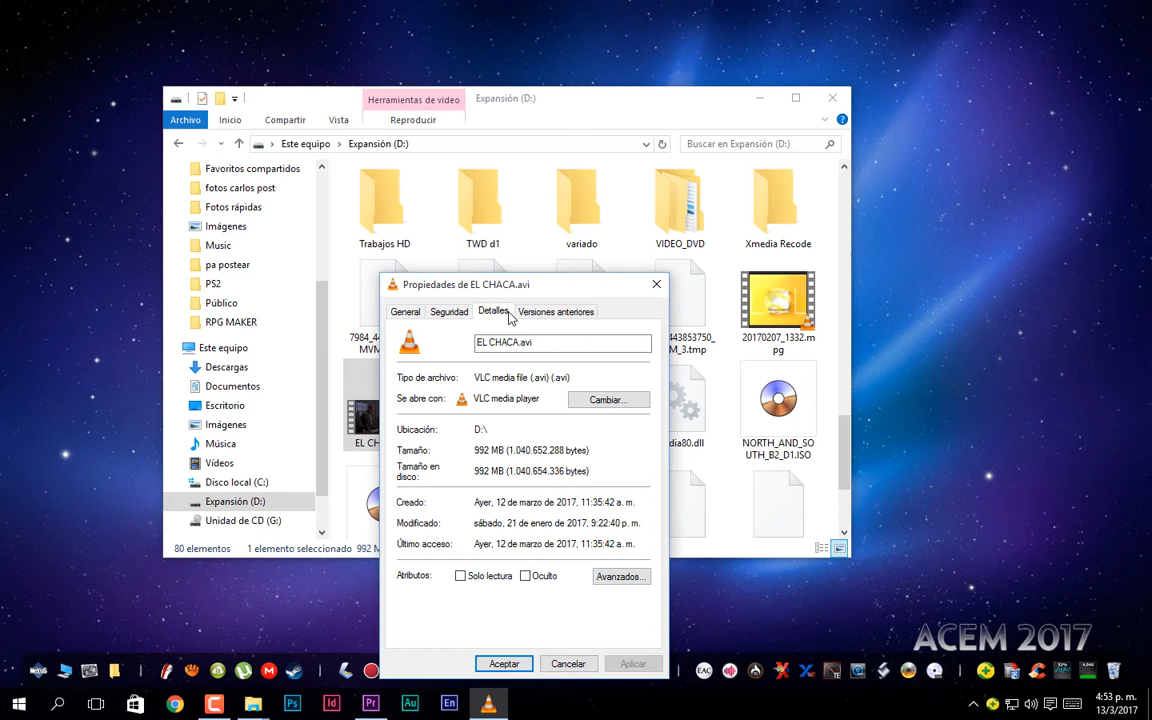 Herramientas de video
Expansión (D:)
Archivo
Inicio
Compartir
Vista
Reproducir
Este equipo
Expansión (D:)
Buscar en Expansión (D:)
Favoritos compartidos
fotos carlos post
Fotos rápidas
Imágenes
Music
pa postear
PS2
Público
RPG MAKER
Este equipo
Descargas
Documentos
Escritorio
Imágenes
Música
Vídeos
Disco local (C:)
Expansión (D:)
Unidad de CD (G:)
Trabajos HD
TWD d1
variado
VIDEO_DVD
Xmedia Recode
7984_4
MVM
443853750_
M_3.tmp
20170207_1332.m
pg
EL CH
dia80.dll
NORTH_AND_SO
UTH_B2_D1.ISO
80 elementos
1 elemento seleccionado
992 M
Propiedades de EL CHACA.avi
General
Seguridad
Detalles
Versiones anteriores
EL CHACA.avi
Tipo de archivo:
VLC media file (.avi) (.avi)
Se abre con:
VLC media player
Cambiar...
Ubicación:
D:\
Tamaño:
992 MB (1.040.652.288 bytes)
Tamaño en
disco:
992 MB (1.040.654.336 bytes)
Creado:
Ayer, 12 de marzo de 2017, 11:35:42 a. m.
Modificado:
sábado, 21 de enero de 2017, 9:22:40 p. m.
Último acceso:
Ayer, 12 de marzo de 2017, 11:35:42 a. m.
Atributos:
Solo lectura
Oculto
Avanzados...
Aceptar
Cancelar
Aplicar
ACEM 2017
EAC
Ps
Id
Pr
Au
En
4:53 p.m.
13/3/2017